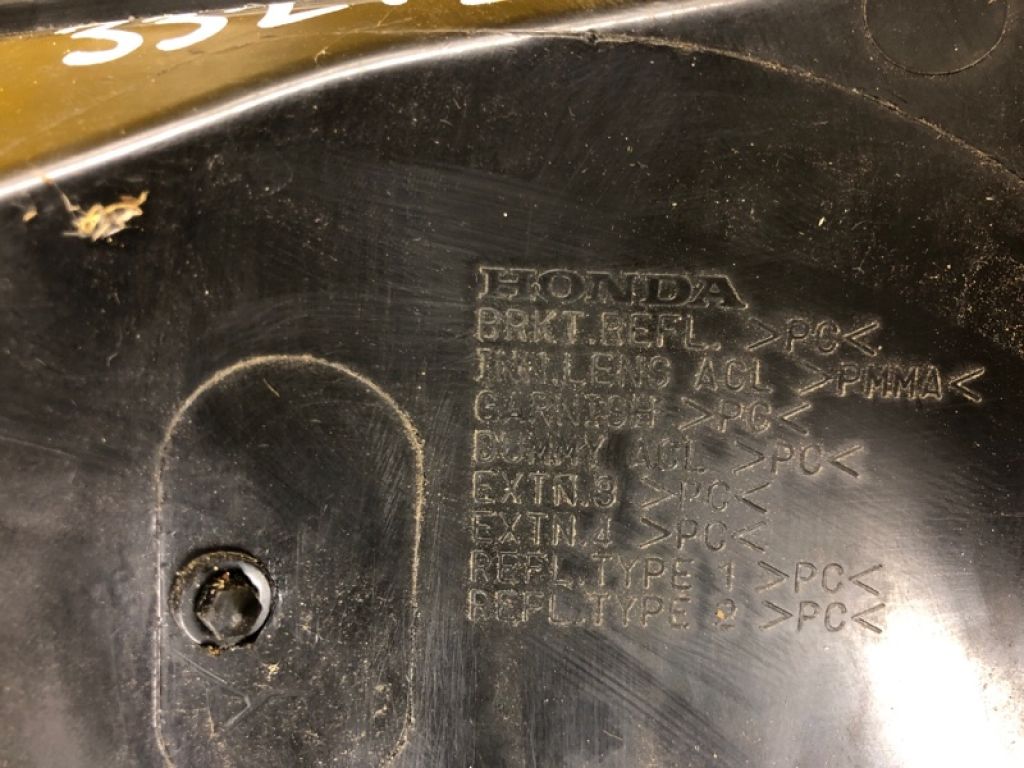 HONDA
BRKT.REFL. >PC<
INN.LENS ACL >PMMA<
GARNISH >PC<
DUMMY ACL >PC<
EXTN.3 >PC<
EXTN.4 >PC<
REFL.TYPE 1 >PC<
REFL.TYPE 2 >PC<